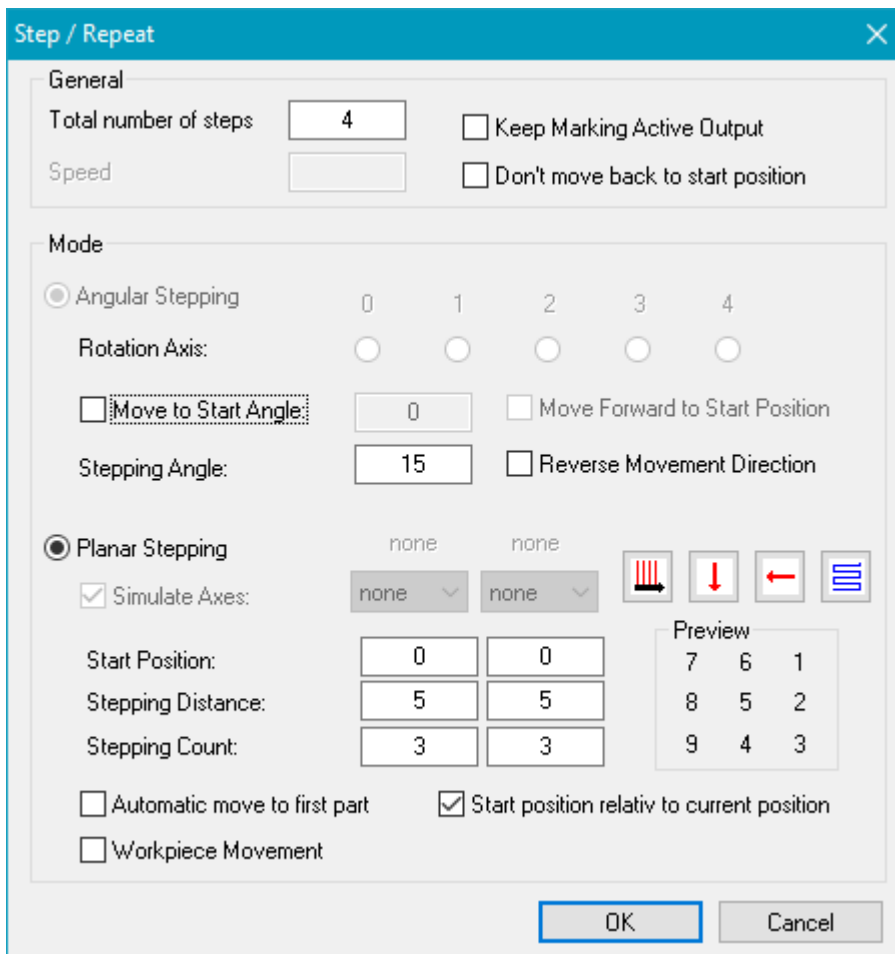 Step / Repeat
General
Total number of steps 4 Keep Marking Active Output
Speed Don't move back to start position
Mode
Angular Stepping 0 1 2 3 4
Rotation Axis:
Move to Start Angle: 0 Move Forward to Start Position
Stepping Angle: 15 Reverse Movement Direction
Planar Stepping none none
Simulate Axes: none none
Preview
Start Position: 0 0 7 6 1
Stepping Distance: 5 5 8 5 2
Stepping Count: 3 3 9 4 3
Automatic move to first part Start position relativ to current position
Workpiece Movement
OK Cancel